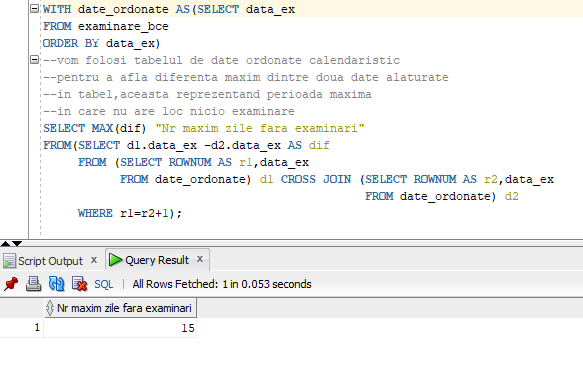 WITH date_ordonate AS(SELECT data_ex
FROM examinare_bce
ORDER BY data_ex)
--vom folosi tabelul de date ordonate calendaristic
--pentru a afla diferenta maxim dintre doua date alaturate
--in tabel,aceasta reprezentand perioada maxima
--in care nu are loc nicio examinare
SELECT MAX(dif) "Nr maxim zile fara examinari"
FROM(SELECT d1.data_ex -d2.data_ex AS dif
FROM (SELECT ROWNUM AS r1,data_ex
FROM date_ordonate) d1 CROSS JOIN (SELECT ROWNUM AS r2,data_ex
FROM date_ordonate) d2
WHERE r1=r2+1);
Script Output x Query Result x
SQL | All Rows Fetched: 1 in 0.053 seconds
Nr maxim zile fara examinari
1 15